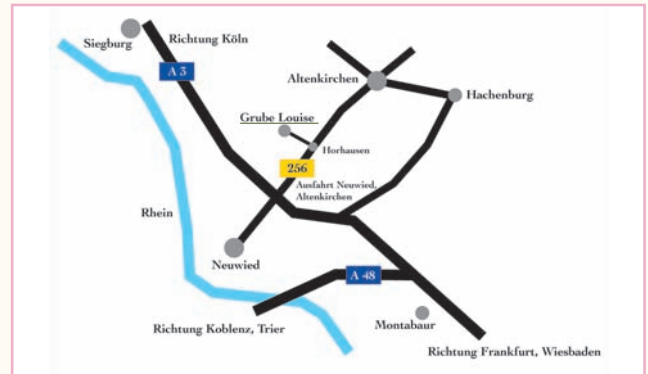 Siegburg
Richtung Köln
A 3
Altenkirchen
Hachenburg
Grube Louise
Horhausen
256
Ausfahrt Neuwied,
Altenkirchen
Rhein
Neuwied
A 48
Montabaur
Richtung Koblenz, Trier
Richtung Frankfurt, Wiesbaden